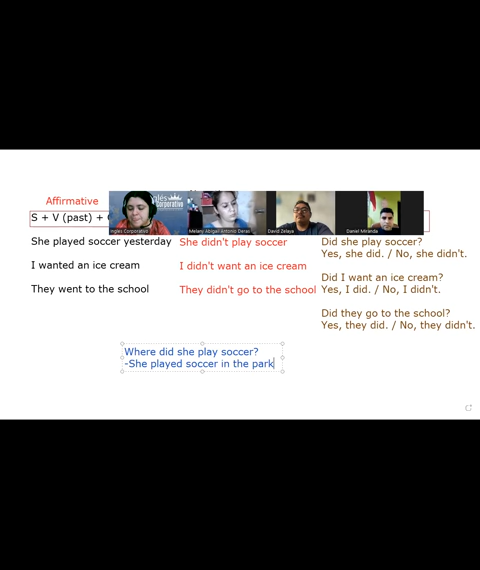 Affirmative
S + V (past) +
glés
Corporativo
Inglés Corporativo
Melany Abigail Antonio Deras
David Zelaya
Daniel Miranda
She played soccer yesterday
I wanted an ice cream
They went to the school
She didn't play soccer
I didn't want an ice cream
They didn't go to the school
Did she play soccer?
Yes, she did. / No, she didn't.
Did I want an ice cream?
Yes, I did. / No, I didn't.
Did they go to the school?
Yes, they did. / No, they didn't.
Where did she play soccer?
-She played soccer in the park